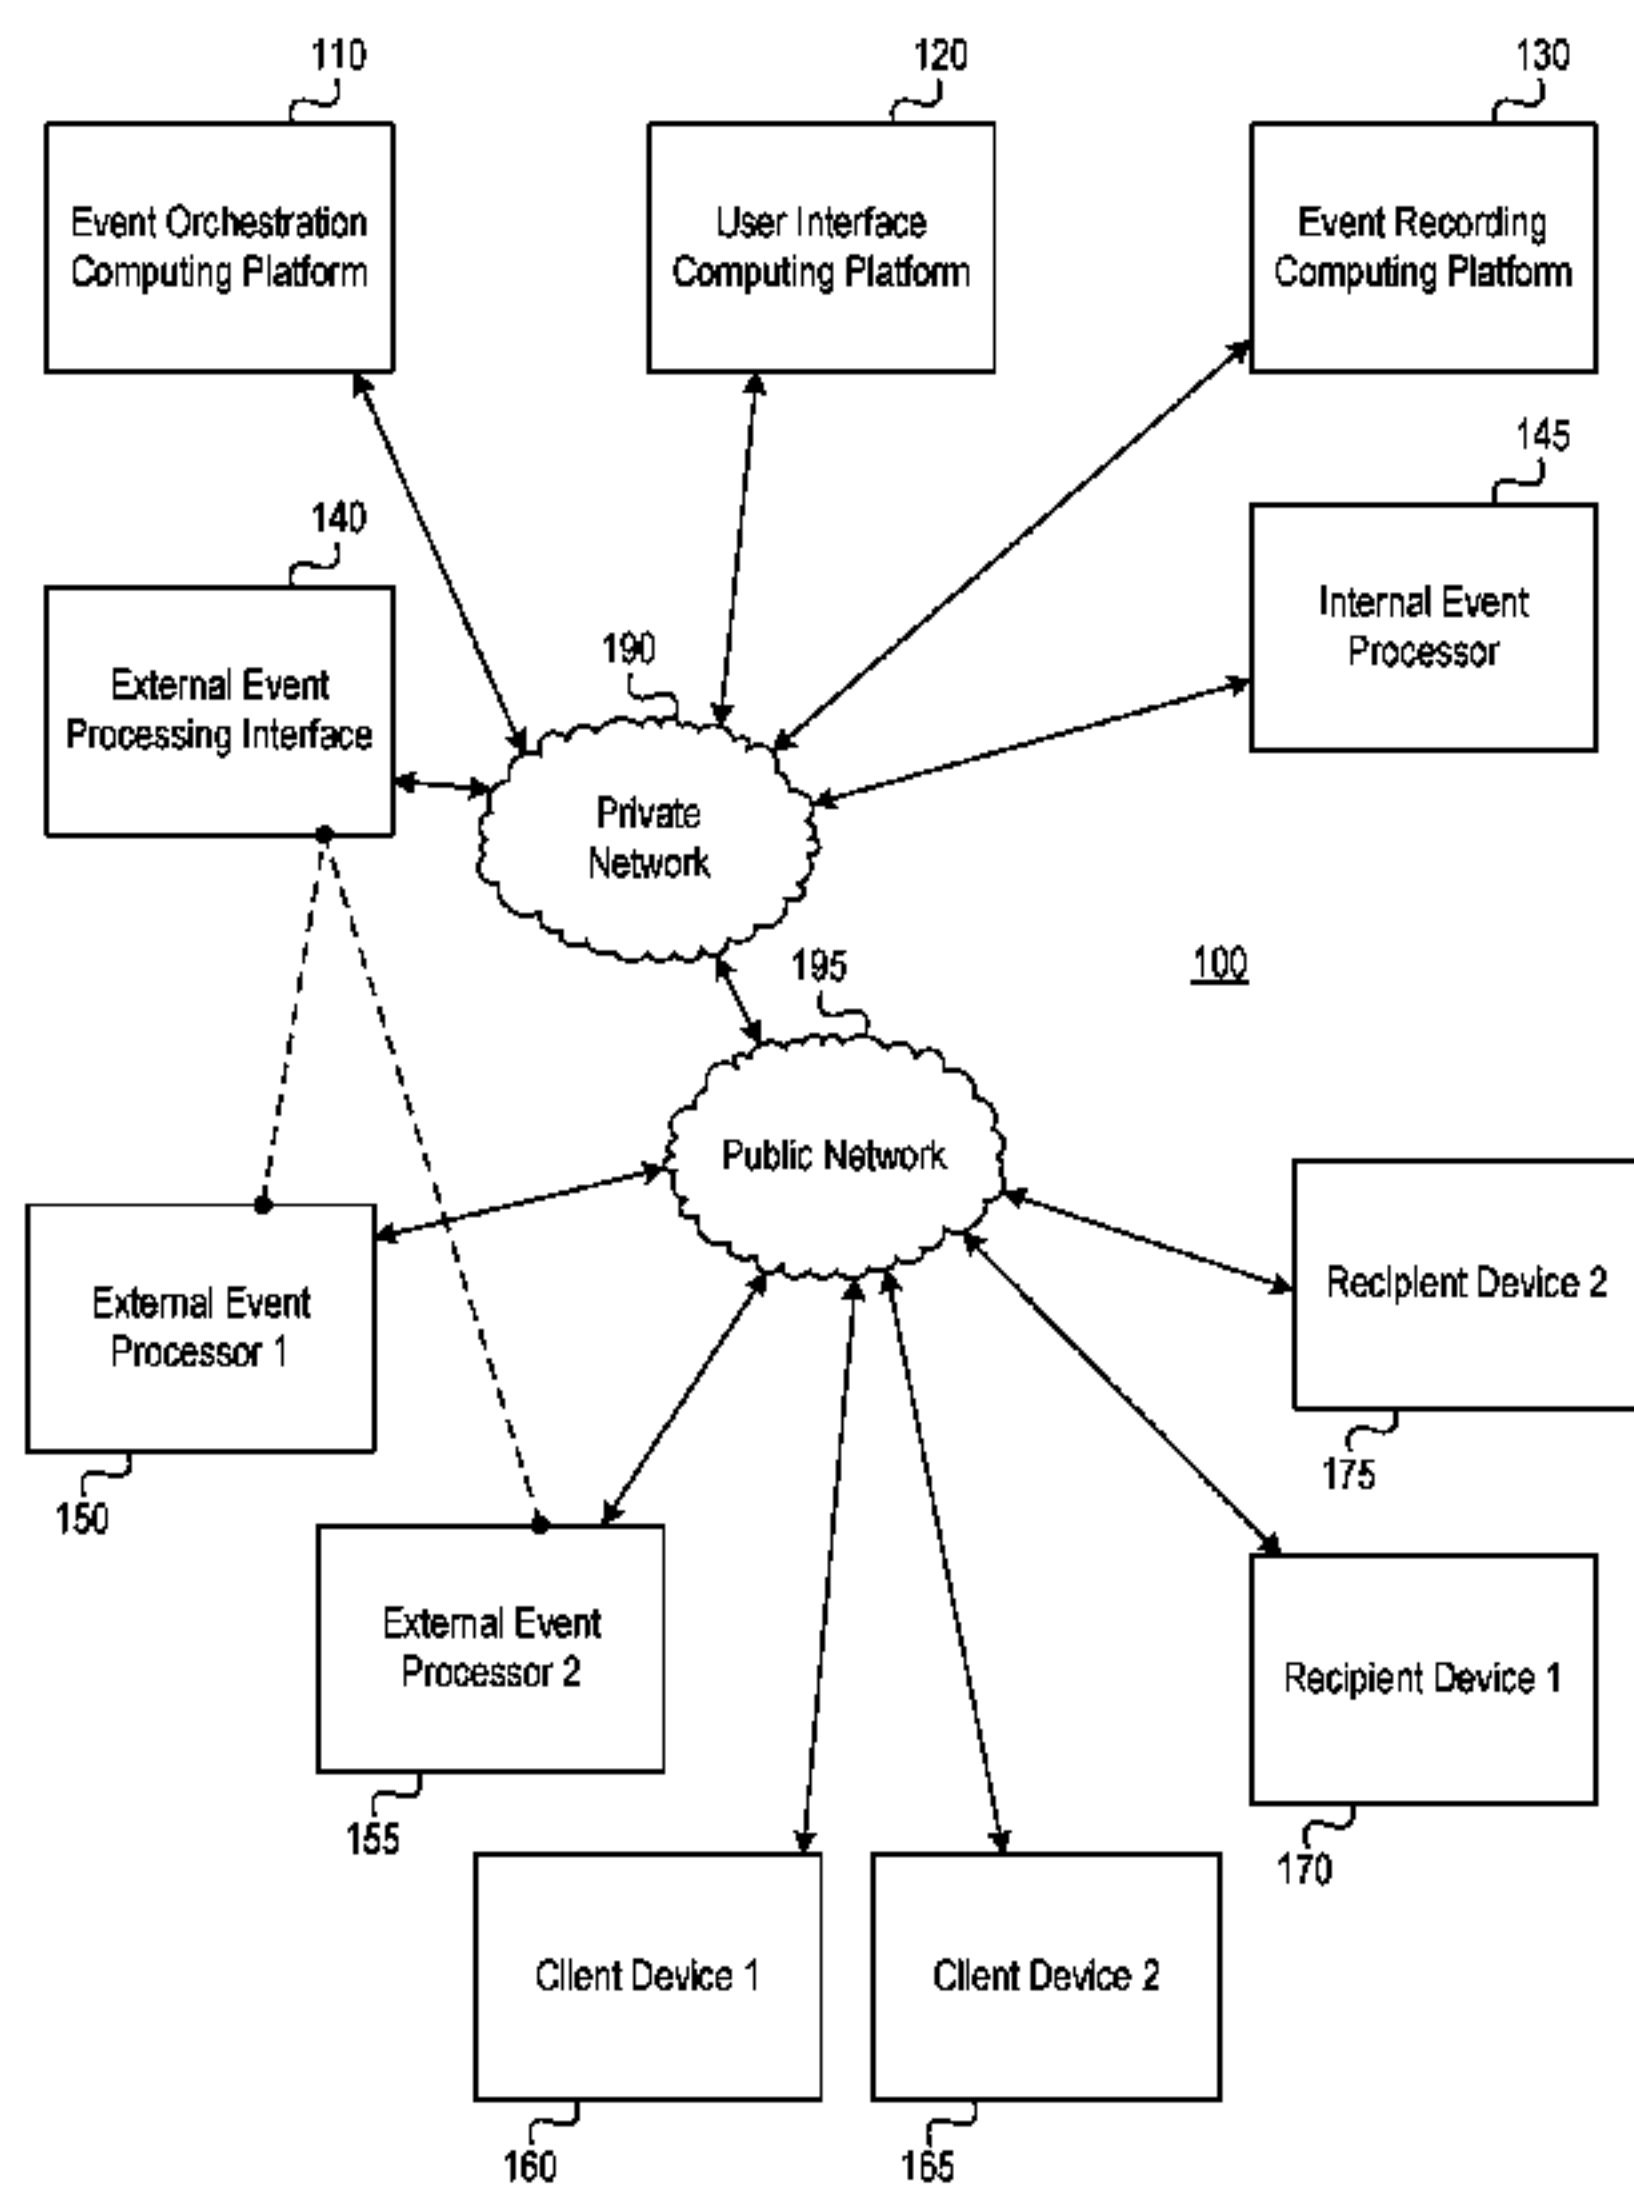 110
120
130
Event Orchestration
Computing Platform
User Interface
Computing Platform
Event Recording
Computing Platform
145
140
Internal Event
Processor
190
External Event
Processing Interface
Private
Network
195
100
Public Network
External Event
Processor 1
Recipient Device 2
175
150
External Event
Processor 2
Recipient Device 1
155
170
Client Device 1
Client Device 2
160
165